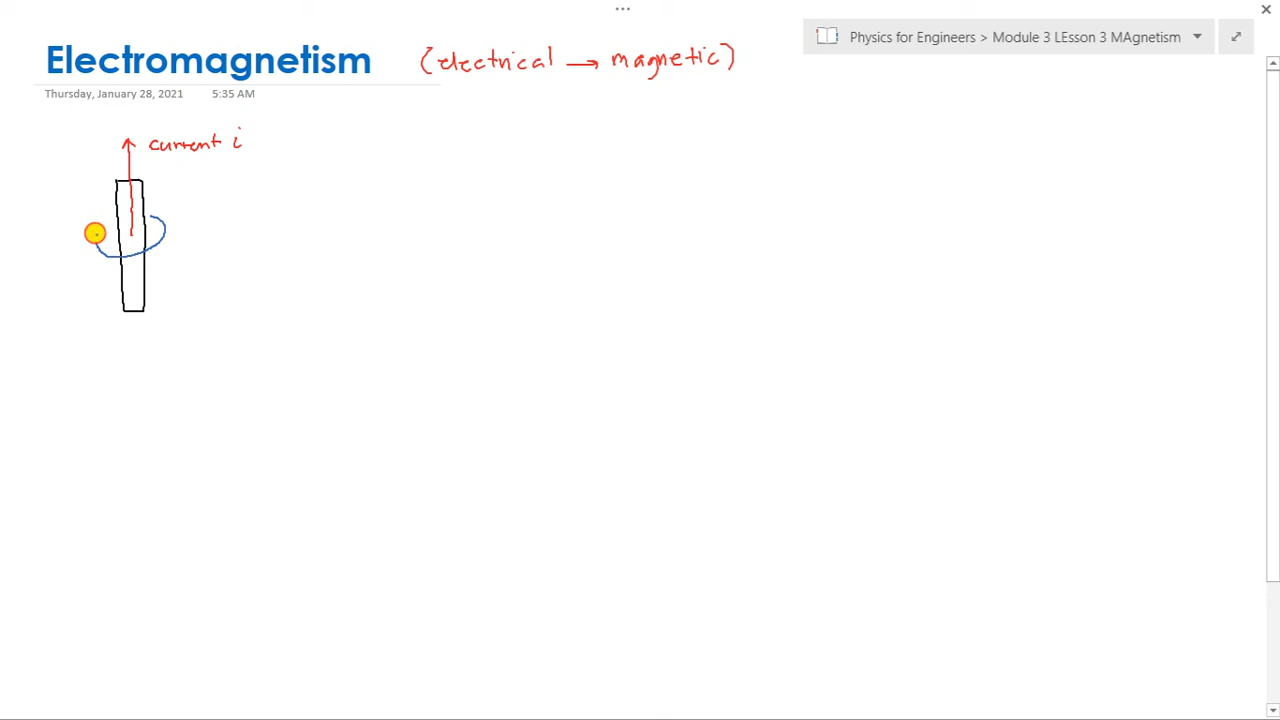 Electromagnetism (electrical → magnetic)
Physics for Engineers > Module 3 LEsson 3 MAgnetism
Thursday, January 28, 2021 5:35 AM
current i